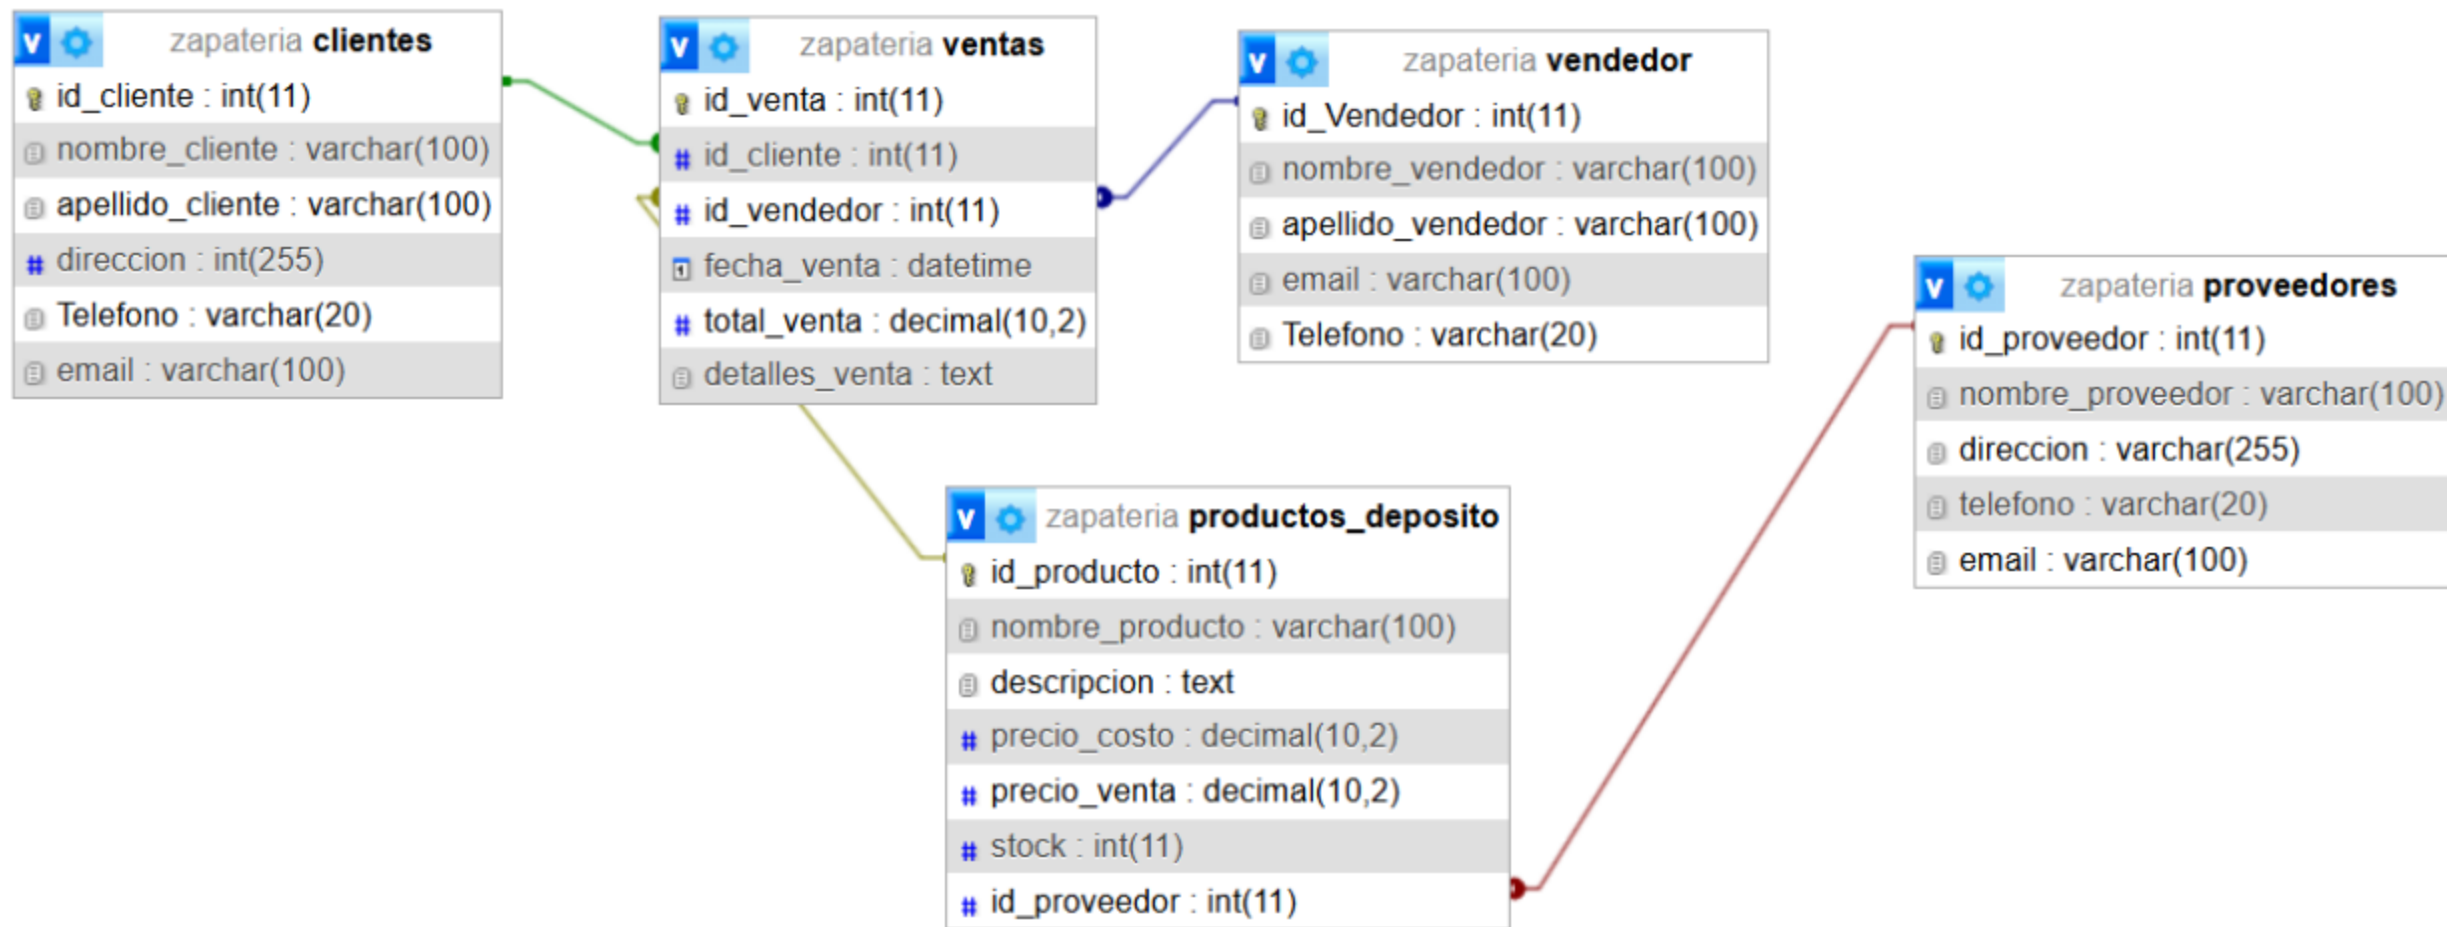 zapateria clientes
id_cliente : int(11)
nombre_cliente : varchar(100)
apellido_cliente : varchar(100)
direccion : int(255)
Telefono : varchar(20)
email : varchar(100)
zapateria ventas
id_venta : int(11)
id_cliente : int(11)
id_vendedor : int(11)
fecha_venta : datetime
total_venta : decimal(10,2)
detalles_venta : text
zapateria vendedor
id_Vendedor : int(11)
nombre_vendedor : varchar(100)
apellido_vendedor : varchar(100)
email : varchar(100)
Telefono : varchar(20)
zapateria productos_deposito
id_producto : int(11)
nombre_producto : varchar(100)
descripcion : text
precio_costo : decimal(10,2)
precio_venta : decimal(10,2)
stock : int(11)
id_proveedor : int(11)
zapateria proveedores
id_proveedor : int(11)
nombre_proveedor : varchar(100)
direccion : varchar(255)
telefono : varchar(20)
email : varchar(100)